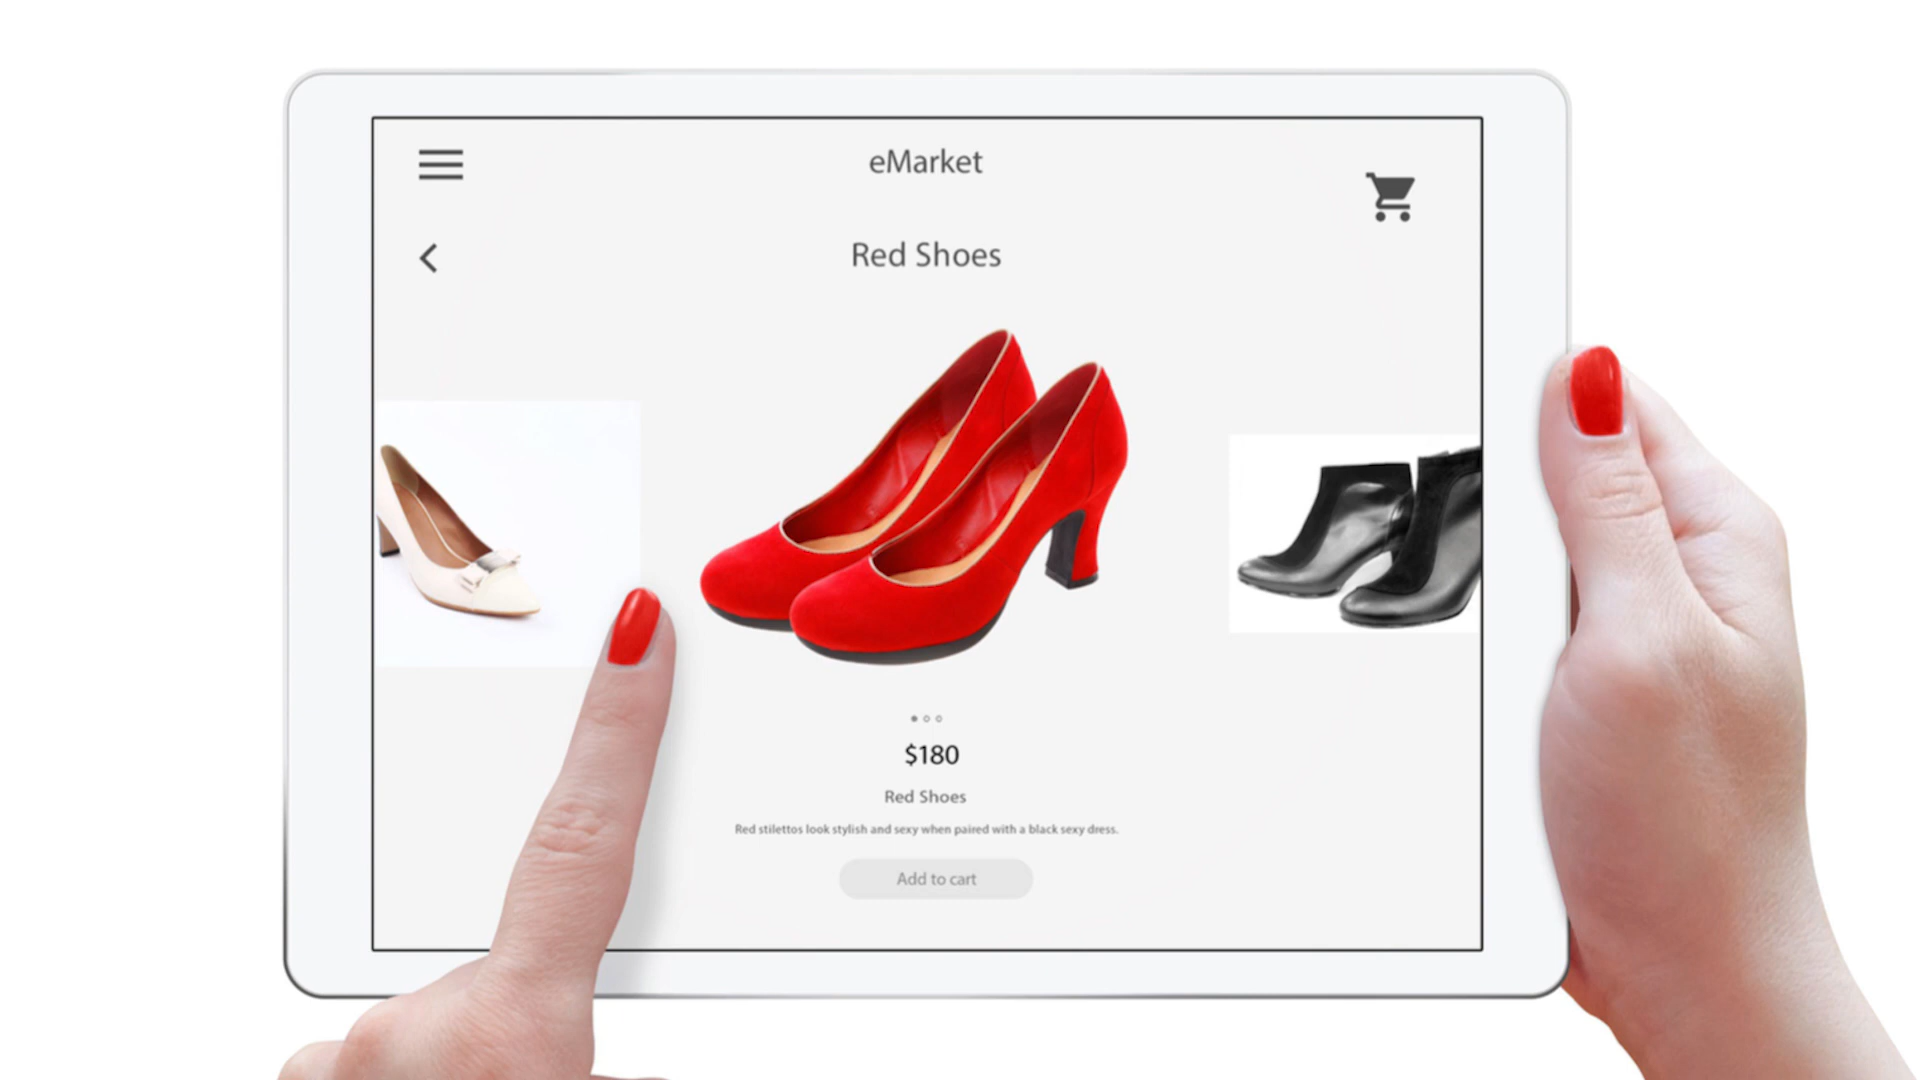 eMarket
Red Shoes
$180
Red Shoes
Red stilettos look stylish and sexy when paired with a black sexy dress.
Add to cart